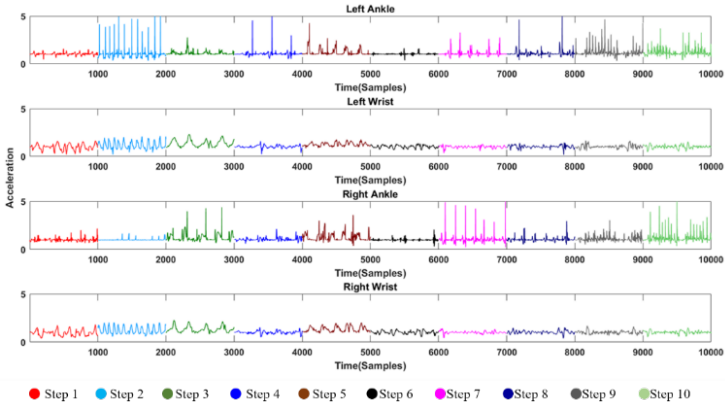 Left Ankle
5
0
1000 2000 3000 4000 5000 6000 7000 8000 9000 10000
Time(Samples)
Left Wrist
5
0
1000 2000 3000 4000 5000 6000 7000 8000 9000 10000
Time(Samples)
Acceleration
Right Ankle
5
0
1000 2000 3000 4000 5000 6000 7000 8000 9000 10000
Time(Samples)
Right Wrist
5
0
1000 2000 3000 4000 5000 6000 7000 8000 9000 10000
Time(Samples)
Step 1 Step 2 Step 3 Step 4 Step 5 Step 6 Step 7 Step 8 Step 9 Step 10